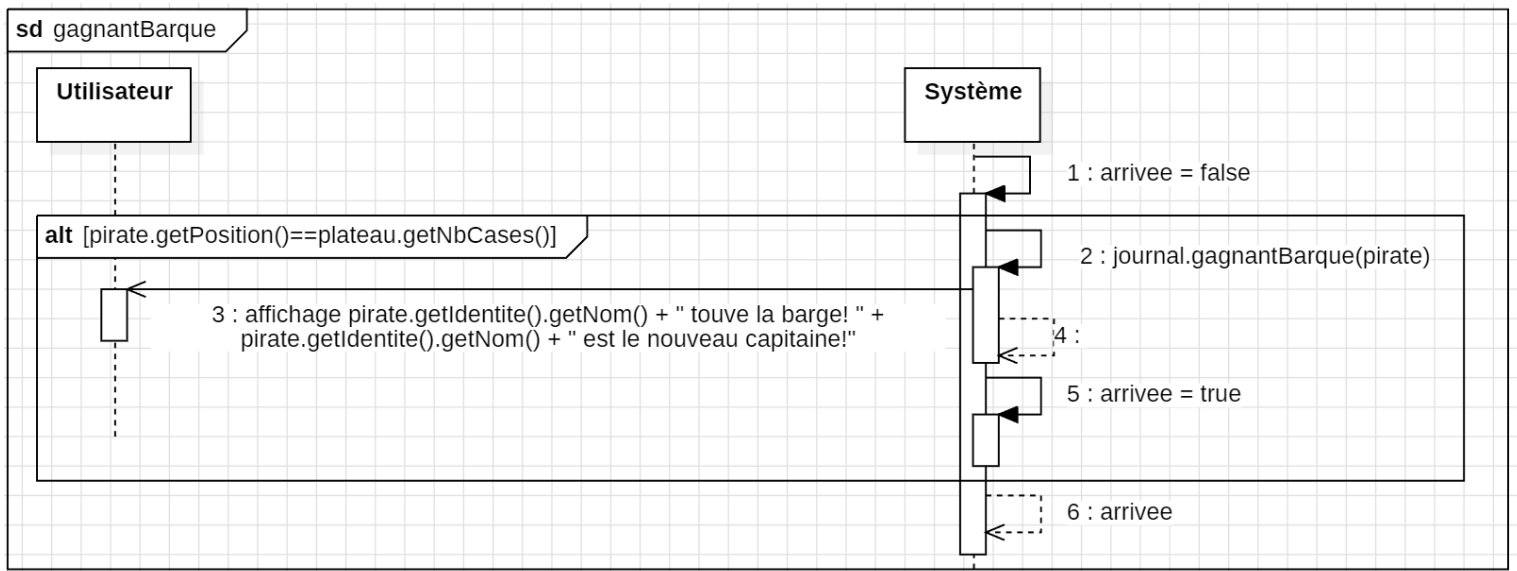 sd gagnantBarque
Utilisateur
Système
1 : arrivee = false
alt [pirate.getPosition()==plateau.getNbCases()]
2 : journal.gagnantBarque(pirate)
3 : affichage pirate.getIdentite().getNom() + " touve la barge! " +
pirate.getIdentite().getNom() + " est le nouveau capitaine!"
4 :
5 : arrivee = true
6 : arrivee